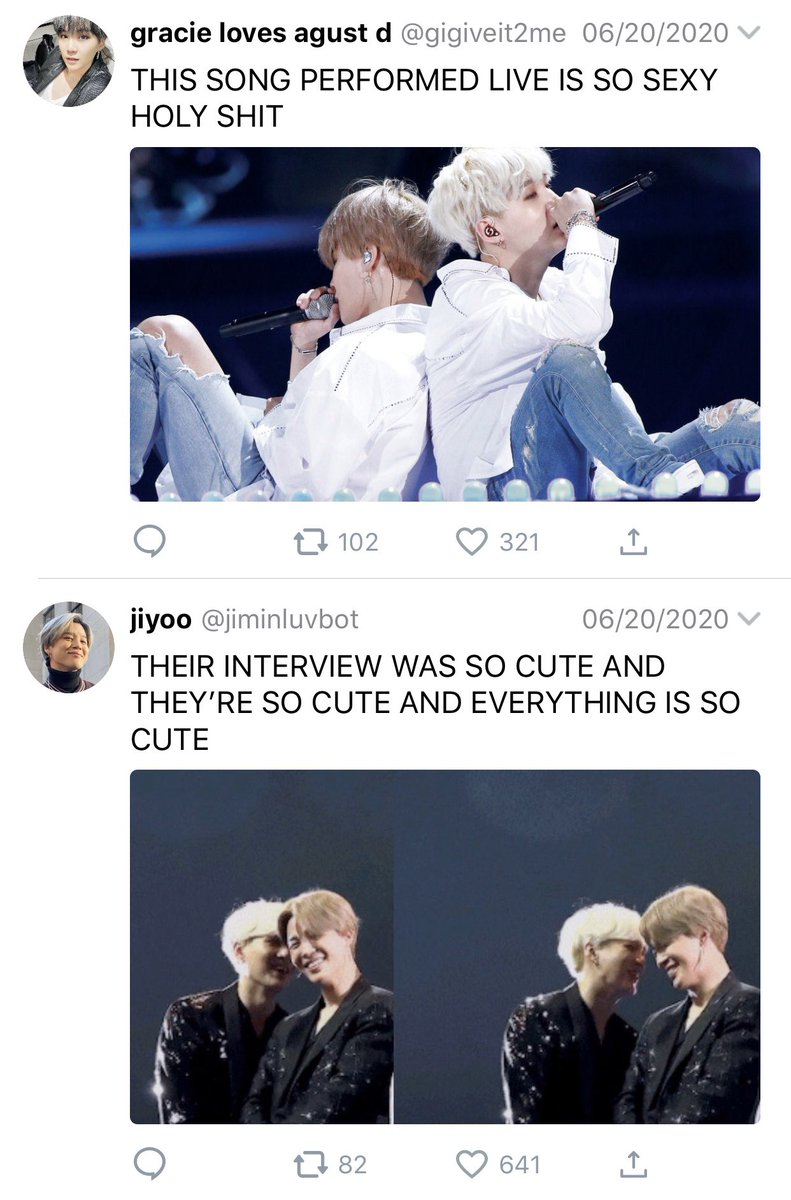 gracie loves agust d @gigiveit2me 06/20/2020
THIS SONG PERFORMED LIVE IS SO SEXY
HOLY SHIT
102 321
jiyoo @jiminluvbot 06/20/2020
THEIR INTERVIEW WAS SO CUTE AND
THEY’RE SO CUTE AND EVERYTHING IS SO
CUTE
82 641